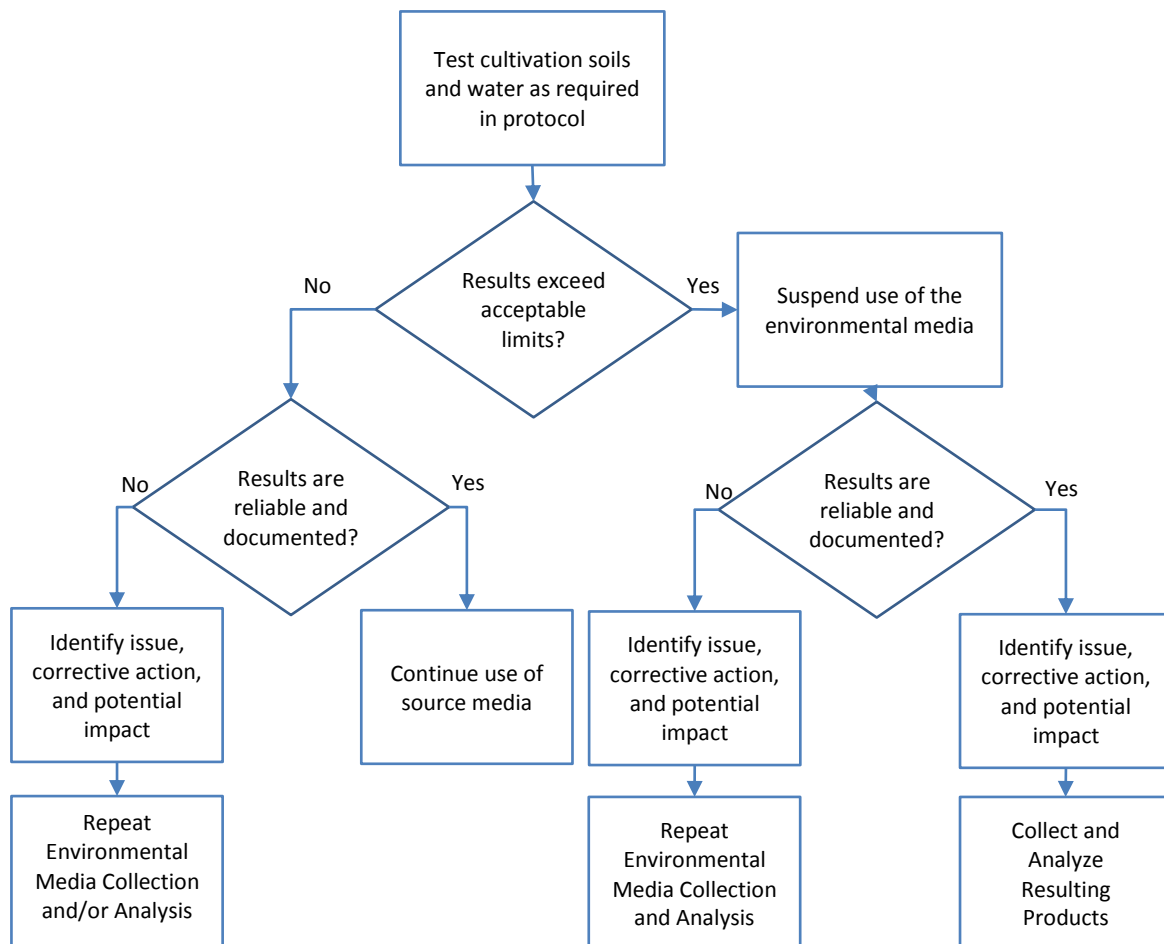 Test cultivation soils
and water as required
in protocol
No
Results exceed
acceptable
limits?
Yes
Suspend use of the
environmental media
No
Results are
reliable and
documented?
Yes
No
Results are
reliable and
documented?
Yes
Identify issue,
corrective action,
and potential
impact
Continue use of
source media
Identify issue,
corrective action,
and potential
impact
Identify issue,
corrective action,
and potential
impact
Repeat
Environmental
Media Collection
and/or Analysis
Repeat
Environmental
Media Collection
and Analysis
Collect and
Analyze
Resulting
Products